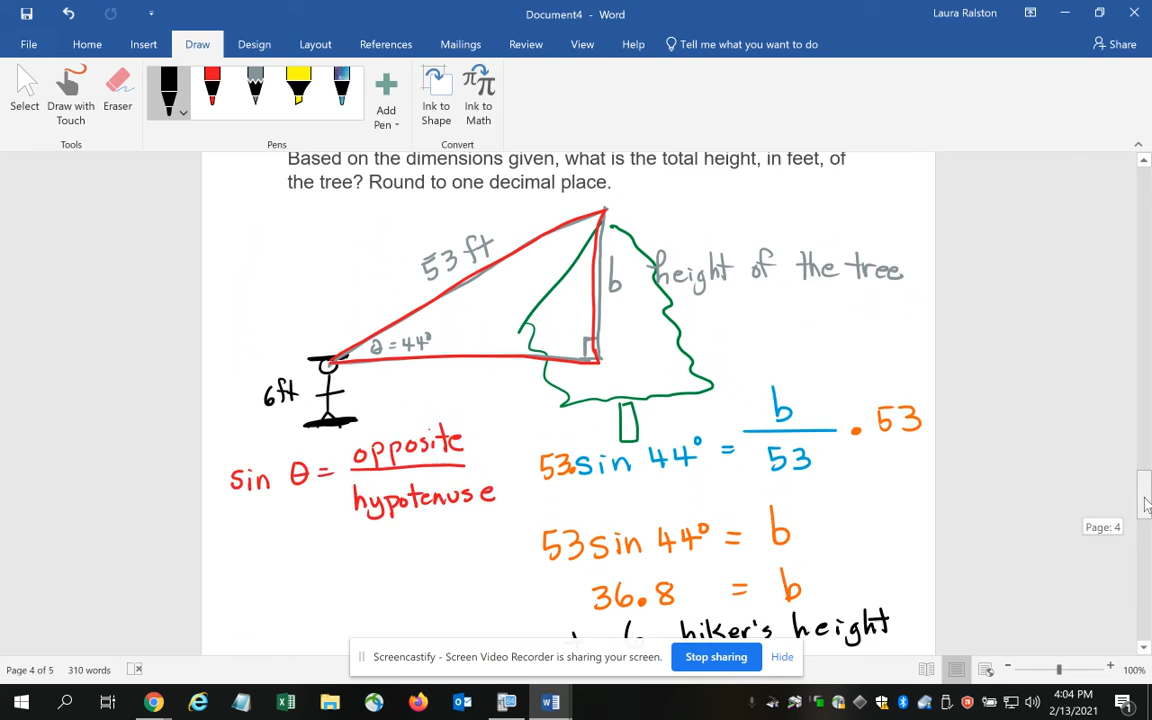 Document4 - Word
Laura Ralston
File Home Insert Draw Design Layout References Mailings Review View Help Tell me what you want to do Share
Select Draw with Touch Eraser Add Pen Ink to Shape Ink to Math
Tools Pens Convert
Based on the dimensions given, what is the total height, in feet, of
the tree? Round to one decimal place.
53 ft
b height of the tree
θ = 44°
6ft
sin θ = opposite / hypotenuse
53.sin 44° = b / 53 . 53
Page: 4
53 sin 44° = b
36.8 = b
+ 6 hiker's height
Screencastify - Screen Video Recorder is sharing your screen. Stop sharing Hide
Page 4 of 5 310 words 100%
4:04 PM
2/13/2021